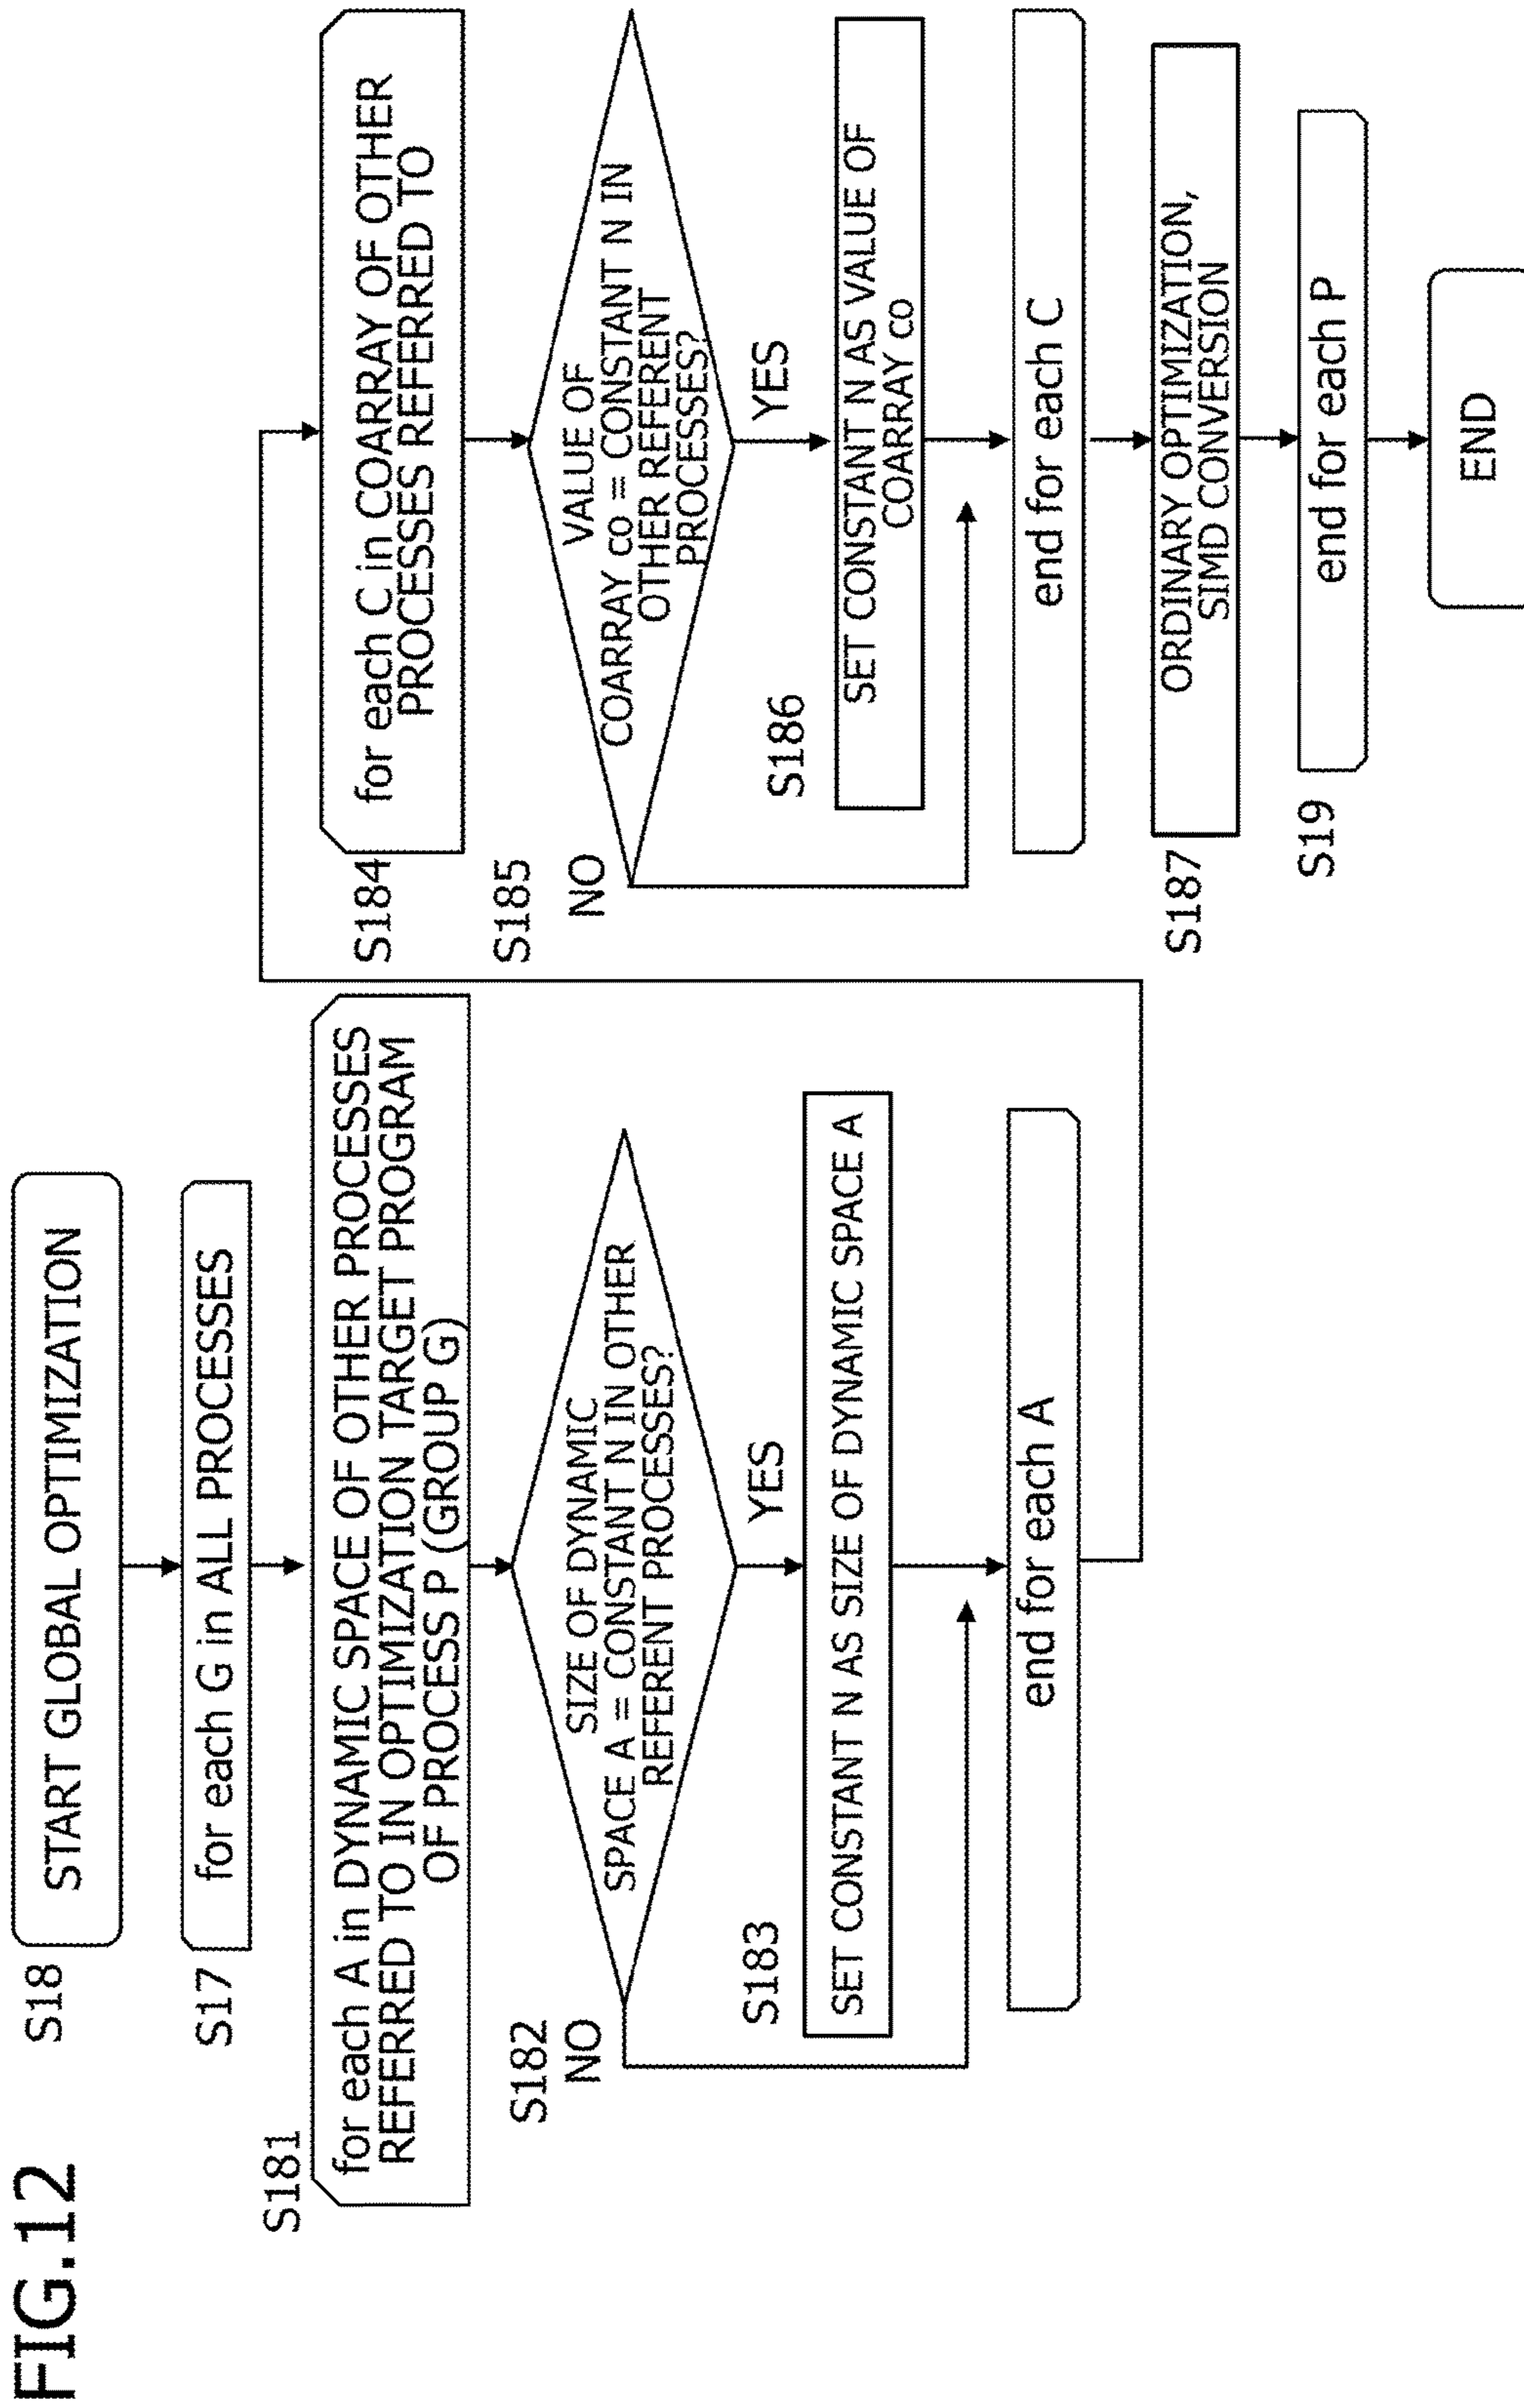 FIG.12
S18
START GLOBAL OPTIMIZATION
S17
for each G in ALL PROCESSES
S181
for each A in DYNAMIC SPACE OF OTHER PROCESSES
REFERRED TO IN OPTIMIZATION TARGET PROGRAM
OF PROCESS P (GROUP G)
S182
NO
SIZE OF DYNAMIC
SPACE A = CONSTANT N IN OTHER
REFERENT PROCESSES?
YES
S183
SET CONSTANT N AS SIZE OF DYNAMIC SPACE A
end for each A
S184
for each C in COARRAY OF OTHER
PROCESSES REFERRED TO
S185
NO
VALUE OF
COARRAY co = CONSTANT N IN
OTHER REFERENT
PROCESSES?
YES
S186
SET CONSTANT N AS VALUE OF
COARRAY co
end for each C
S187
ORDINARY OPTIMIZATION,
SIMD CONVERSION
S19
end for each P
END